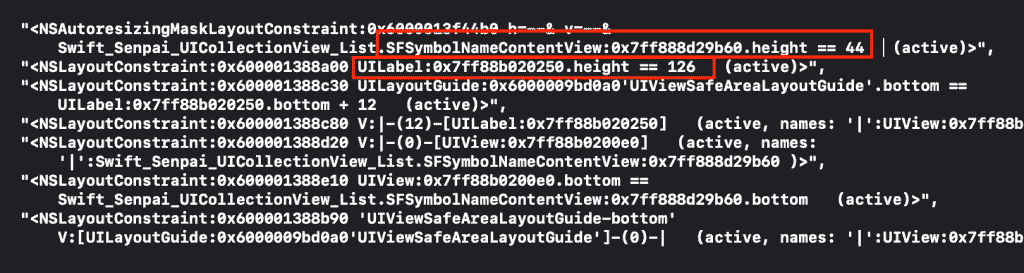 "<NSAutoresizingMaskLayoutConstraint:0x6000013f44b0 h=--& v=--&
Swift_Senpai_UICollectionView_List.SFSymbolNameContentView:0x7ff888d29b60.height == 44 (active)>",
"<NSLayoutConstraint:0x600001388a00 UILabel:0x7ff88b020250.height == 126 (active)>",
"<NSLayoutConstraint:0x600001388c30 UILayoutGuide:0x6000009bd0a0'UIViewSafeAreaLayoutGuide'.bottom ==
UILabel:0x7ff88b020250.bottom + 12 (active)>",
"<NSLayoutConstraint:0x600001388c80 V:|-(12)-[UILabel:0x7ff88b020250] (active, names: '|':UIView:0x7ff88b
"<NSLayoutConstraint:0x600001388d20 V:|-(0)-[UIView:0x7ff88b0200e0] (active, names:
'|':Swift_Senpai_UICollectionView_List.SFSymbolNameContentView:0x7ff888d29b60 )>",
"<NSLayoutConstraint:0x600001388e10 UIView:0x7ff88b0200e0.bottom ==
Swift_Senpai_UICollectionView_List.SFSymbolNameContentView:0x7ff888d29b60.bottom (active)>",
"<NSLayoutConstraint:0x600001388b90 'UIViewSafeAreaLayoutGuide-bottom'
V:[UILayoutGuide:0x6000009bd0a0'UIViewSafeAreaLayoutGuide']-(0)-| (active, names: '|':UIView:0x7ff88b